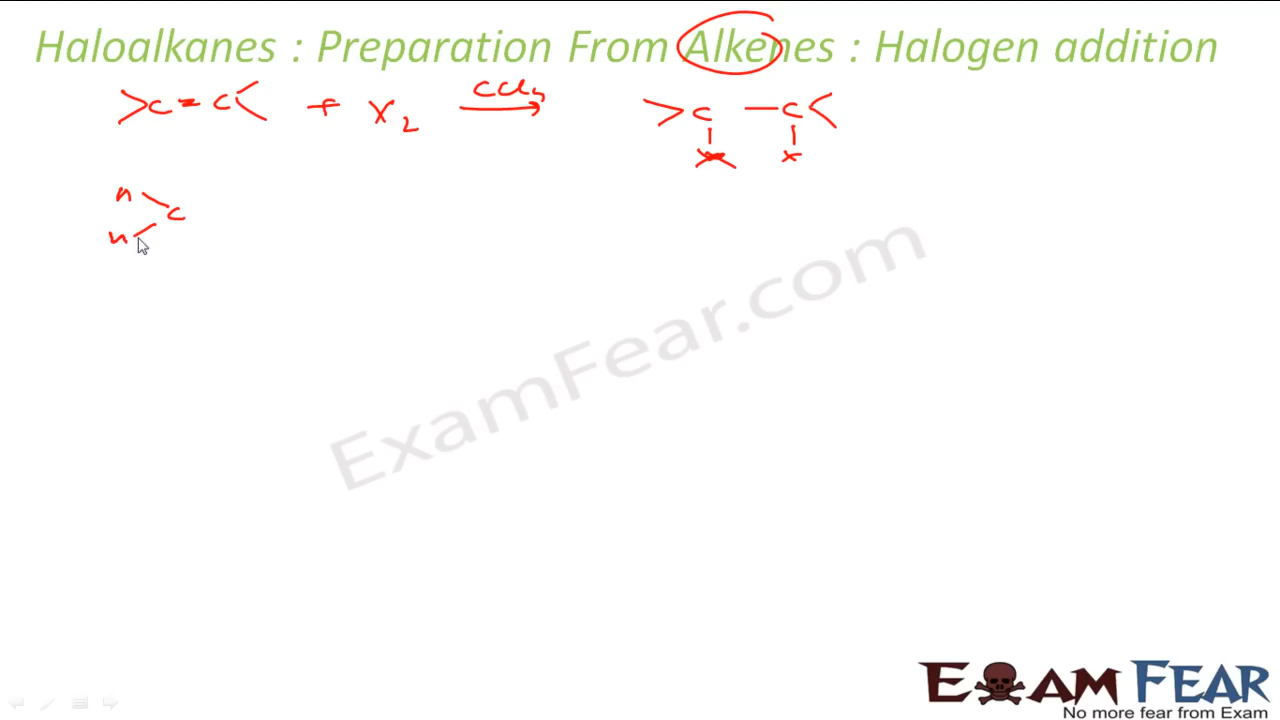 Haloalkanes : Preparation From Alkenes : Halogen addition
>C=C< + X2 CCl4 >C—C<
X X
H
C
H
ExamFear.com
EXAM FEAR
No more fear from Exam